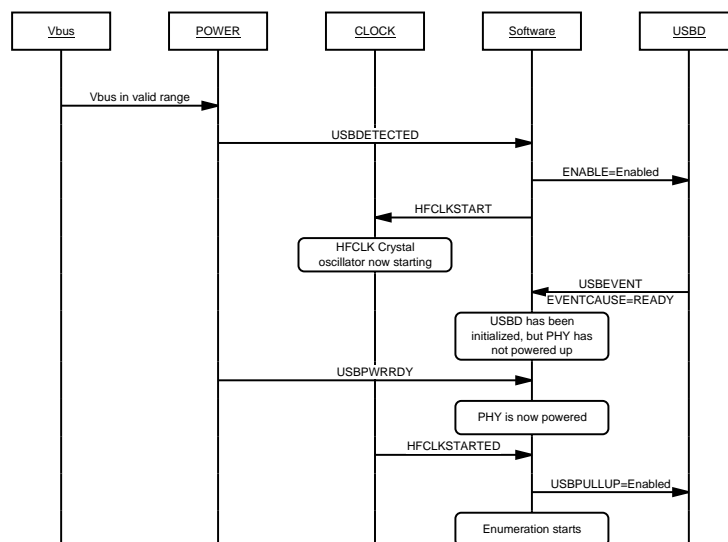 Vbus
POWER
CLOCK
Software
USBD
Vbus in valid range
USBDETECTED
ENABLE=Enabled
HFCLKSTART
HFCLK Crystal
oscillator now starting
USBEVENT
EVENTCAUSE=READY
USBD has been
initialized, but PHY has
not powered up
USBPWRRDY
PHY is now powered
HFCLKSTARTED
USBPULLUP=Enabled
Enumeration starts